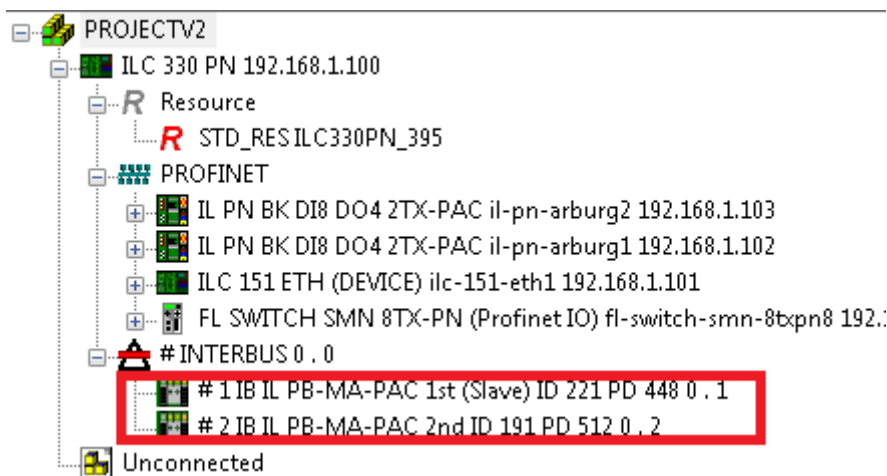 PROJECTV2
ILC 330 PN 192.168.1.100
R Resource
R STD_RES ILC330PN_395
PROFINET
IL PN BK DI8 DO4 2TX-PAC il-pn-arburg2 192.168.1.103
IL PN BK DI8 DO4 2TX-PAC il-pn-arburg1 192.168.1.102
ILC 151 ETH (DEVICE) ilc-151-eth1 192.168.1.101
FL SWITCH SMN 8TX-PN (Profinet IO) fl-switch-smn-8txpn8 192.
# INTERBUS 0 . 0
# 1 IB IL PB-MA-PAC 1st (Slave) ID 221 PD 448 0 . 1
# 2 IB IL PB-MA-PAC 2nd ID 191 PD 512 0 . 2
Unconnected